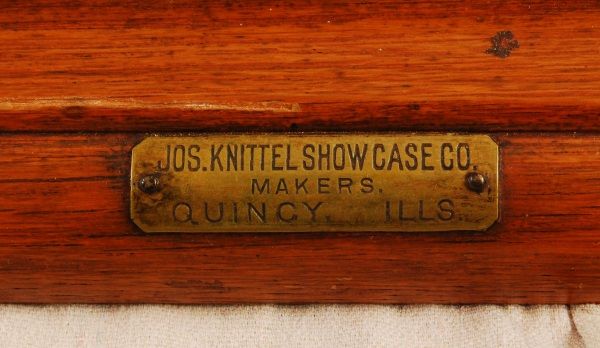 JOS. KNITTEL SHOW CASE CO.
MAKERS.
QUINCY. ILLS.